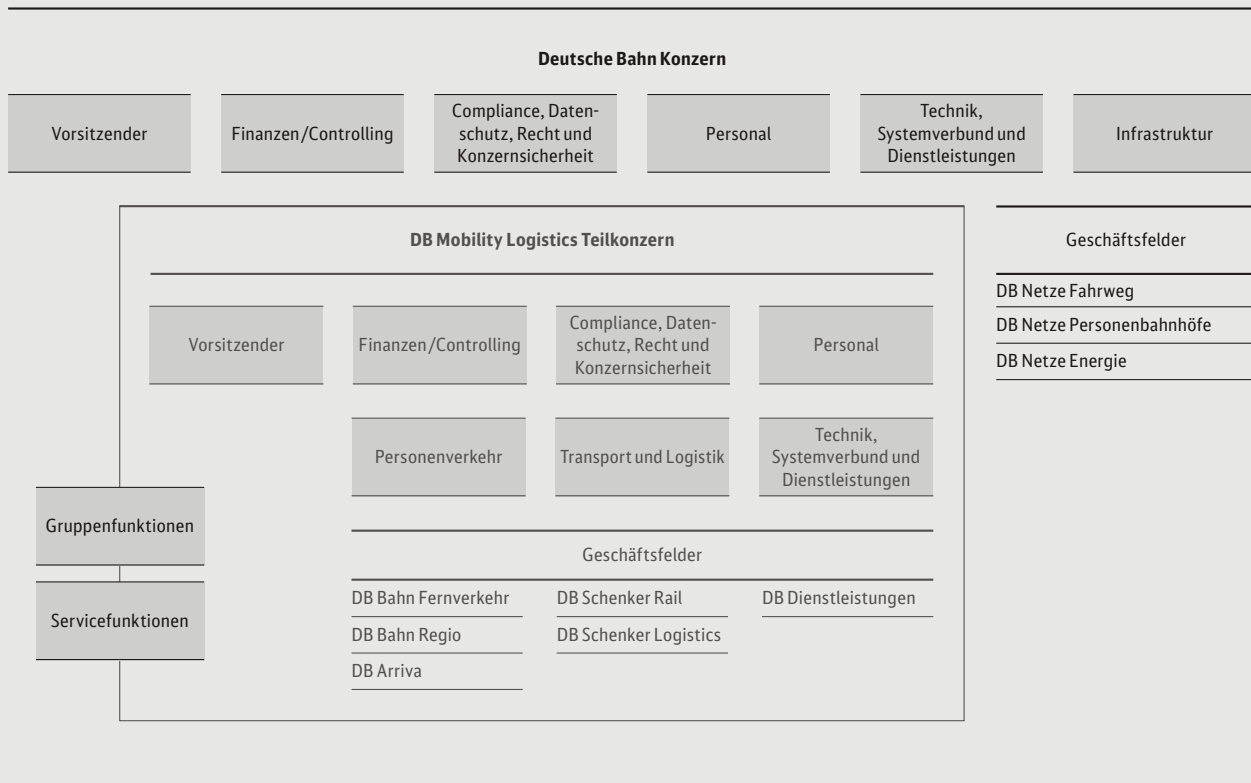 Deutsche Bahn Konzern
Vorsitzender
Finanzen/Controlling
Compliance, Daten-
schutz, Recht und
Konzernsicherheit
Personal
Technik,
Systemverbund und
Dienstleistungen
Infrastruktur
DB Mobility Logistics Teilkonzern
Vorsitzender
Finanzen/Controlling
Compliance, Daten-
schutz, Recht und
Konzernsicherheit
Personal
Personenverkehr
Transport und Logistik
Technik,
Systemverbund und
Dienstleistungen
Gruppenfunktionen
Servicefunktionen
Geschäftsfelder
DB Bahn Fernverkehr
DB Bahn Regio
DB Arriva
DB Schenker Rail
DB Schenker Logistics
DB Dienstleistungen
Geschäftsfelder
DB Netze Fahrweg
DB Netze Personenbahnhöfe
DB Netze Energie